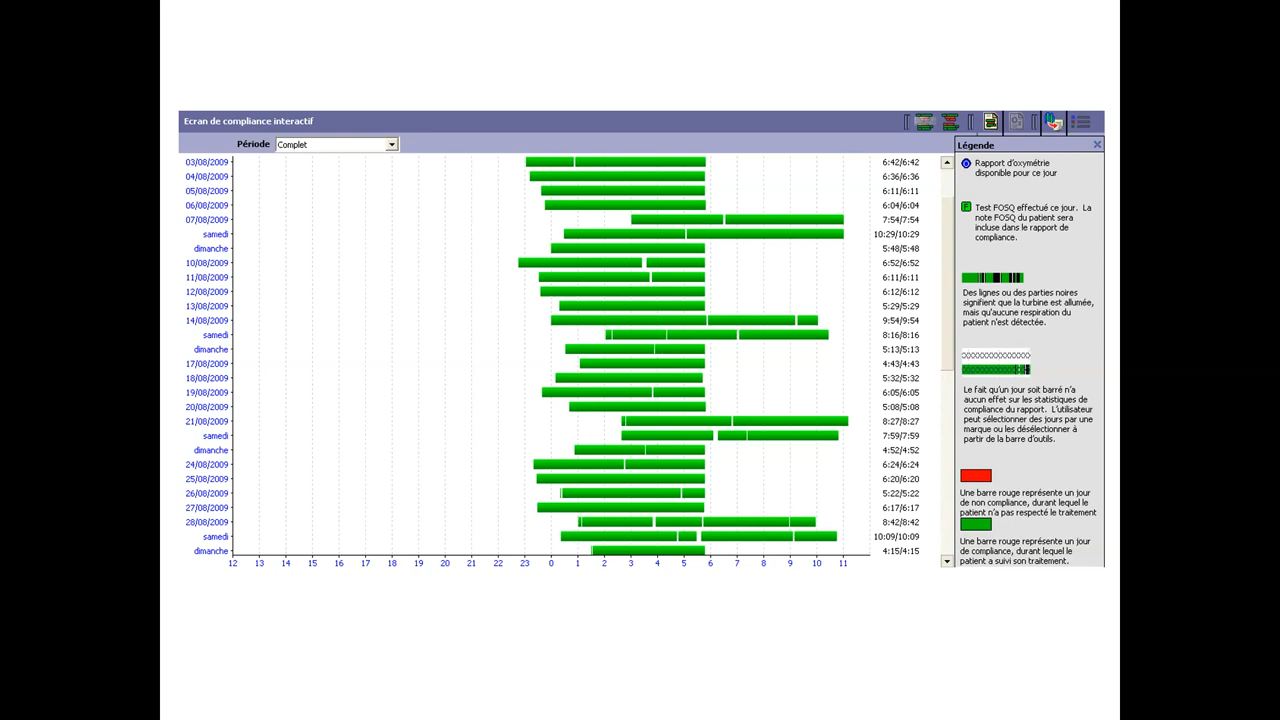 Ecran de compliance interactif
Période Complet
03/08/2009 6:42/6:42
04/08/2009 6:36/6:36
05/08/2009 6:11/6:11
06/08/2009 6:04/6:04
07/08/2009 7:54/7:54
samedi 10:29/10:29
dimanche 5:48/5:48
10/08/2009 6:52/6:52
11/08/2009 6:11/6:11
12/08/2009 6:12/6:12
13/08/2009 5:29/5:29
14/08/2009 9:54/9:54
samedi 8:16/8:16
dimanche 5:13/5:13
17/08/2009 4:43/4:43
18/08/2009 5:32/5:32
19/08/2009 6:05/6:05
20/08/2009 5:08/5:08
21/08/2009 8:27/8:27
samedi 7:59/7:59
dimanche 4:52/4:52
24/08/2009 6:24/6:24
25/08/2009 6:20/6:20
26/08/2009 5:22/5:22
27/08/2009 6:17/6:17
28/08/2009 8:42/8:42
samedi 10:09/10:09
dimanche 4:15/4:15
12 13 14 15 16 17 18 19 20 21 22 23 0 1 2 3 4 5 6 7 8 9 10 11
Légende
Rapport d'oxymétrie
disponible pour ce jour
F
Test FOSQ effectué ce jour. La
note FOSQ du patient sera
incluse dans le rapport de
compliance.
Des lignes ou des parties noires
signifient que la turbine est allumée,
mais qu'aucune respiration du
patient n'est détectée.
Le fait qu'un jour soit barré n'a
aucun effet sur les statistiques de
compliance du rapport. L'utilisateur
peut sélectionner des jours par une
marque ou les désélectionner à
partir de la barre d'outils.
Une barre rouge représente un jour
de non compliance, durant lequel le
patient n'a pas respecté le traitement
Une barre rouge représente un jour
de compliance, durant lequel le
patient a suivi son traitement.